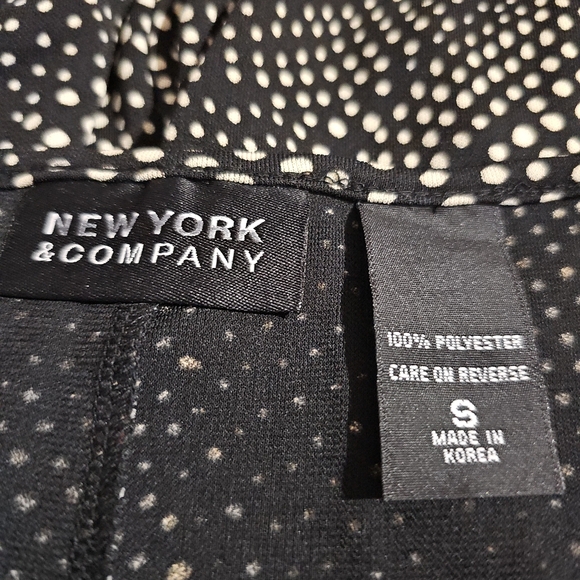 NEW YORK
& COMPANY
100% POLYESTER
CARE ON REVERSE
S
MADE IN
KOREA